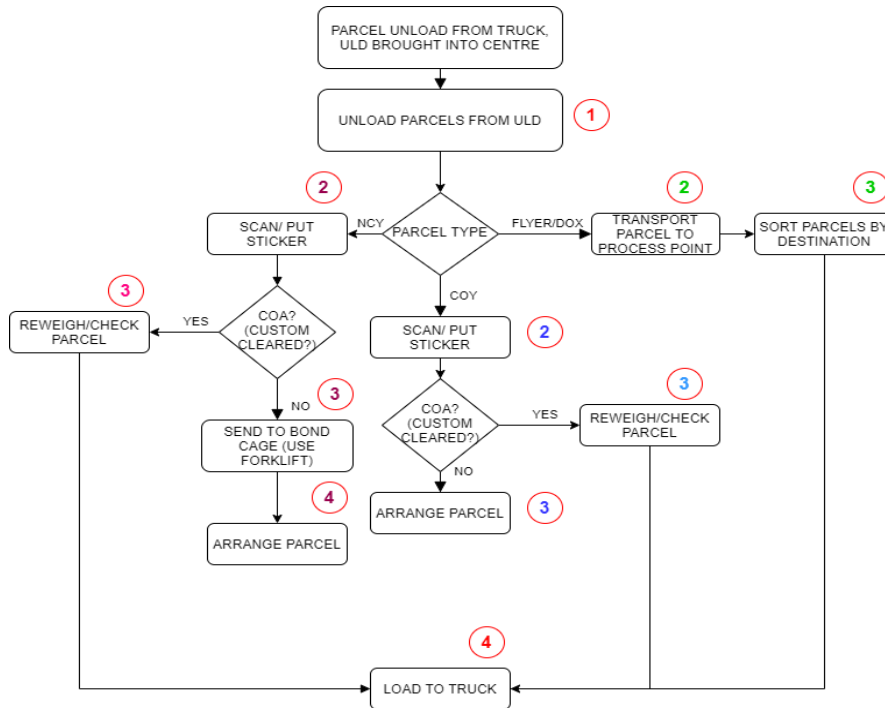 PARCEL UNLOAD FROM TRUCK,
ULD BROUGHT INTO CENTRE
UNLOAD PARCELS FROM ULD
1
2
2
3
SCAN/ PUT
STICKER
NCY
PARCEL TYPE
FLYER/DOX
TRANSPORT
PARCEL TO
PROCESS POINT
SORT PARCELS BY
DESTINATION
COY
3
REWEIGH/CHECK
PARCEL
YES
COA?
(CUSTOM
CLEARED?)
SCAN/ PUT
STICKER
2
NO
3
3
SEND TO BOND
CAGE (USE
FORKLIFT)
COA?
(CUSTOM
CLEARED?)
YES
REWEIGH/CHECK
PARCEL
NO
4
ARRANGE PARCEL
3
ARRANGE PARCEL
4
LOAD TO TRUCK